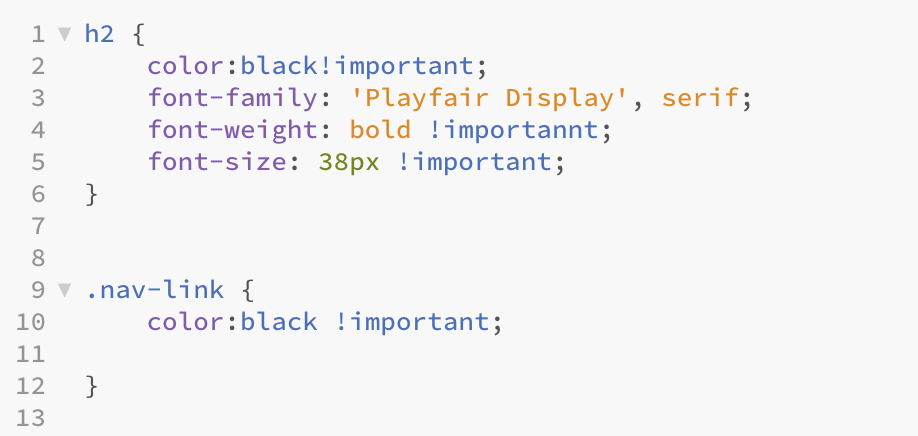 1 ▼ h2 {
2 color:black!important;
3 font-family: 'Playfair Display', serif;
4 font-weight: bold !importannt;
5 font-size: 38px !important;
6 }
7
8
9 ▼ .nav-link {
10 color:black !important;
11
12 }
13